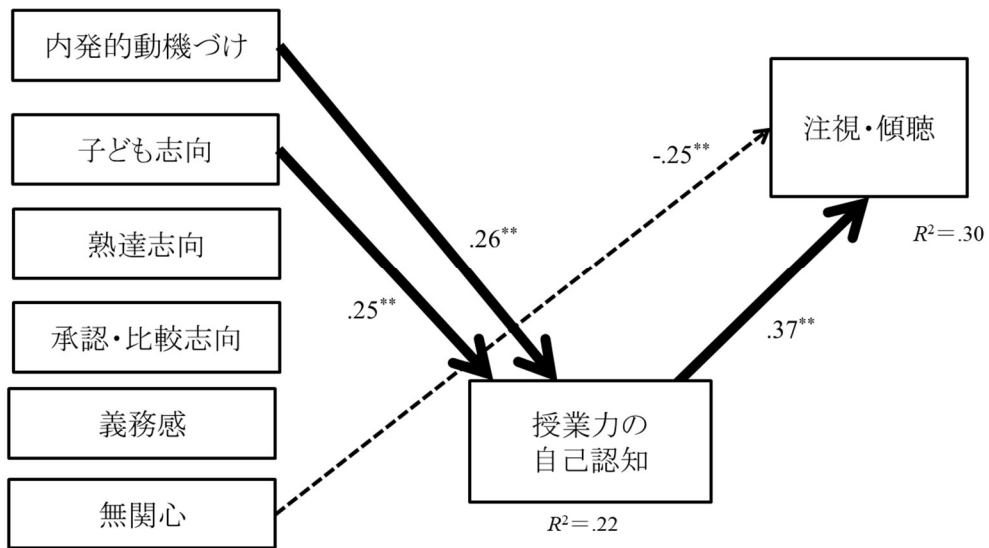 内発的動機づけ
子ども志向
熟達志向
承認・比較志向
義務感
無関心
.26**
.25**
-.25**
.37**
授業力の
自己認知
R²=.22
注視・傾聴
R²=.30